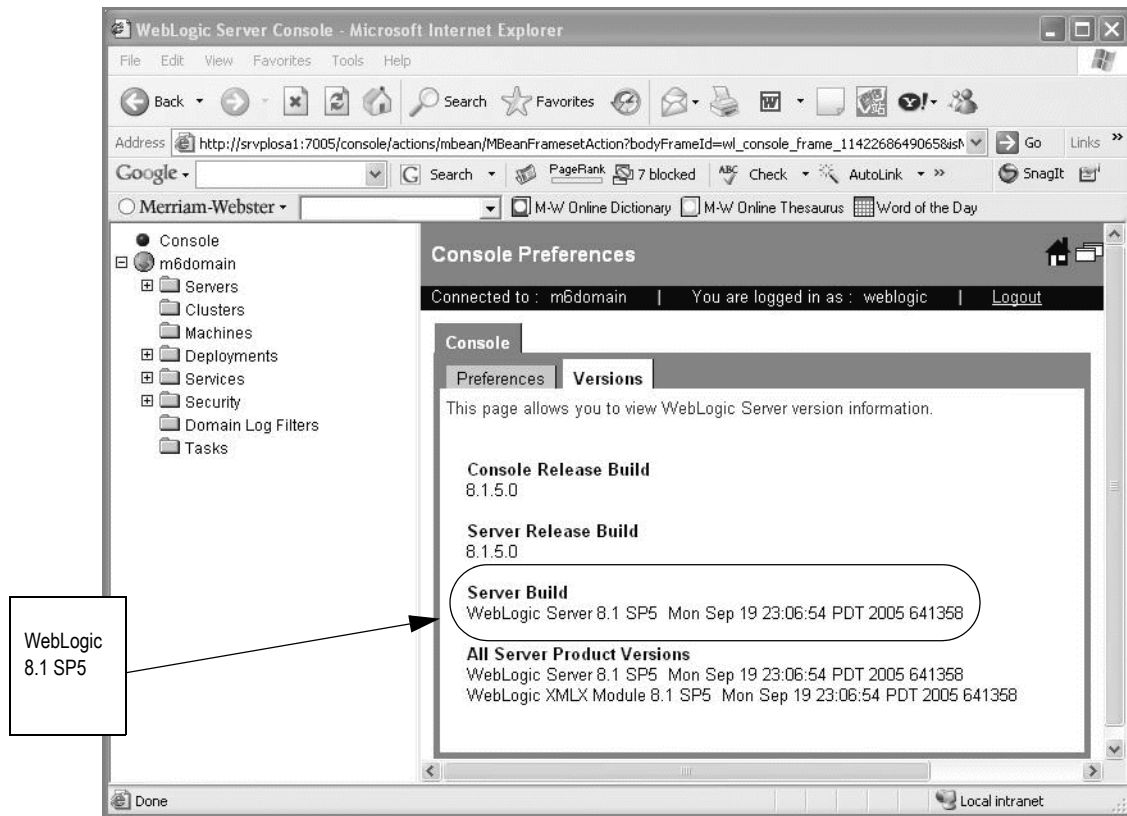 WebLogic Server Console - Microsoft Internet Explorer
File Edit View Favorites Tools Help
Back Search Favorites
Address http://srvplosa1:7005/console/actions/mbean/MBeanFramesetAction?bodyFrameId=wl_console_frame_1142268649065&isN Go Links »
Google Search PageRank 7 blocked ABC Check AutoLink » SnagIt
Merriam-Webster M-W Online Dictionary M-W Online Thesaurus Word of the Day
Console
m6domain
Servers
Clusters
Machines
Deployments
Services
Security
Domain Log Filters
Tasks
Console Preferences
Connected to : m6domain | You are logged in as : weblogic | Logout
Console
Preferences Versions
This page allows you to view WebLogic Server version information.
Console Release Build
8.1.5.0
Server Release Build
8.1.5.0
Server Build
WebLogic Server 8.1 SP5 Mon Sep 19 23:06:54 PDT 2005 641358
All Server Product Versions
WebLogic Server 8.1 SP5 Mon Sep 19 23:06:54 PDT 2005 641358
WebLogic XMLX Module 8.1 SP5 Mon Sep 19 23:06:54 PDT 2005 641358
WebLogic
8.1 SP5
Done Local intranet